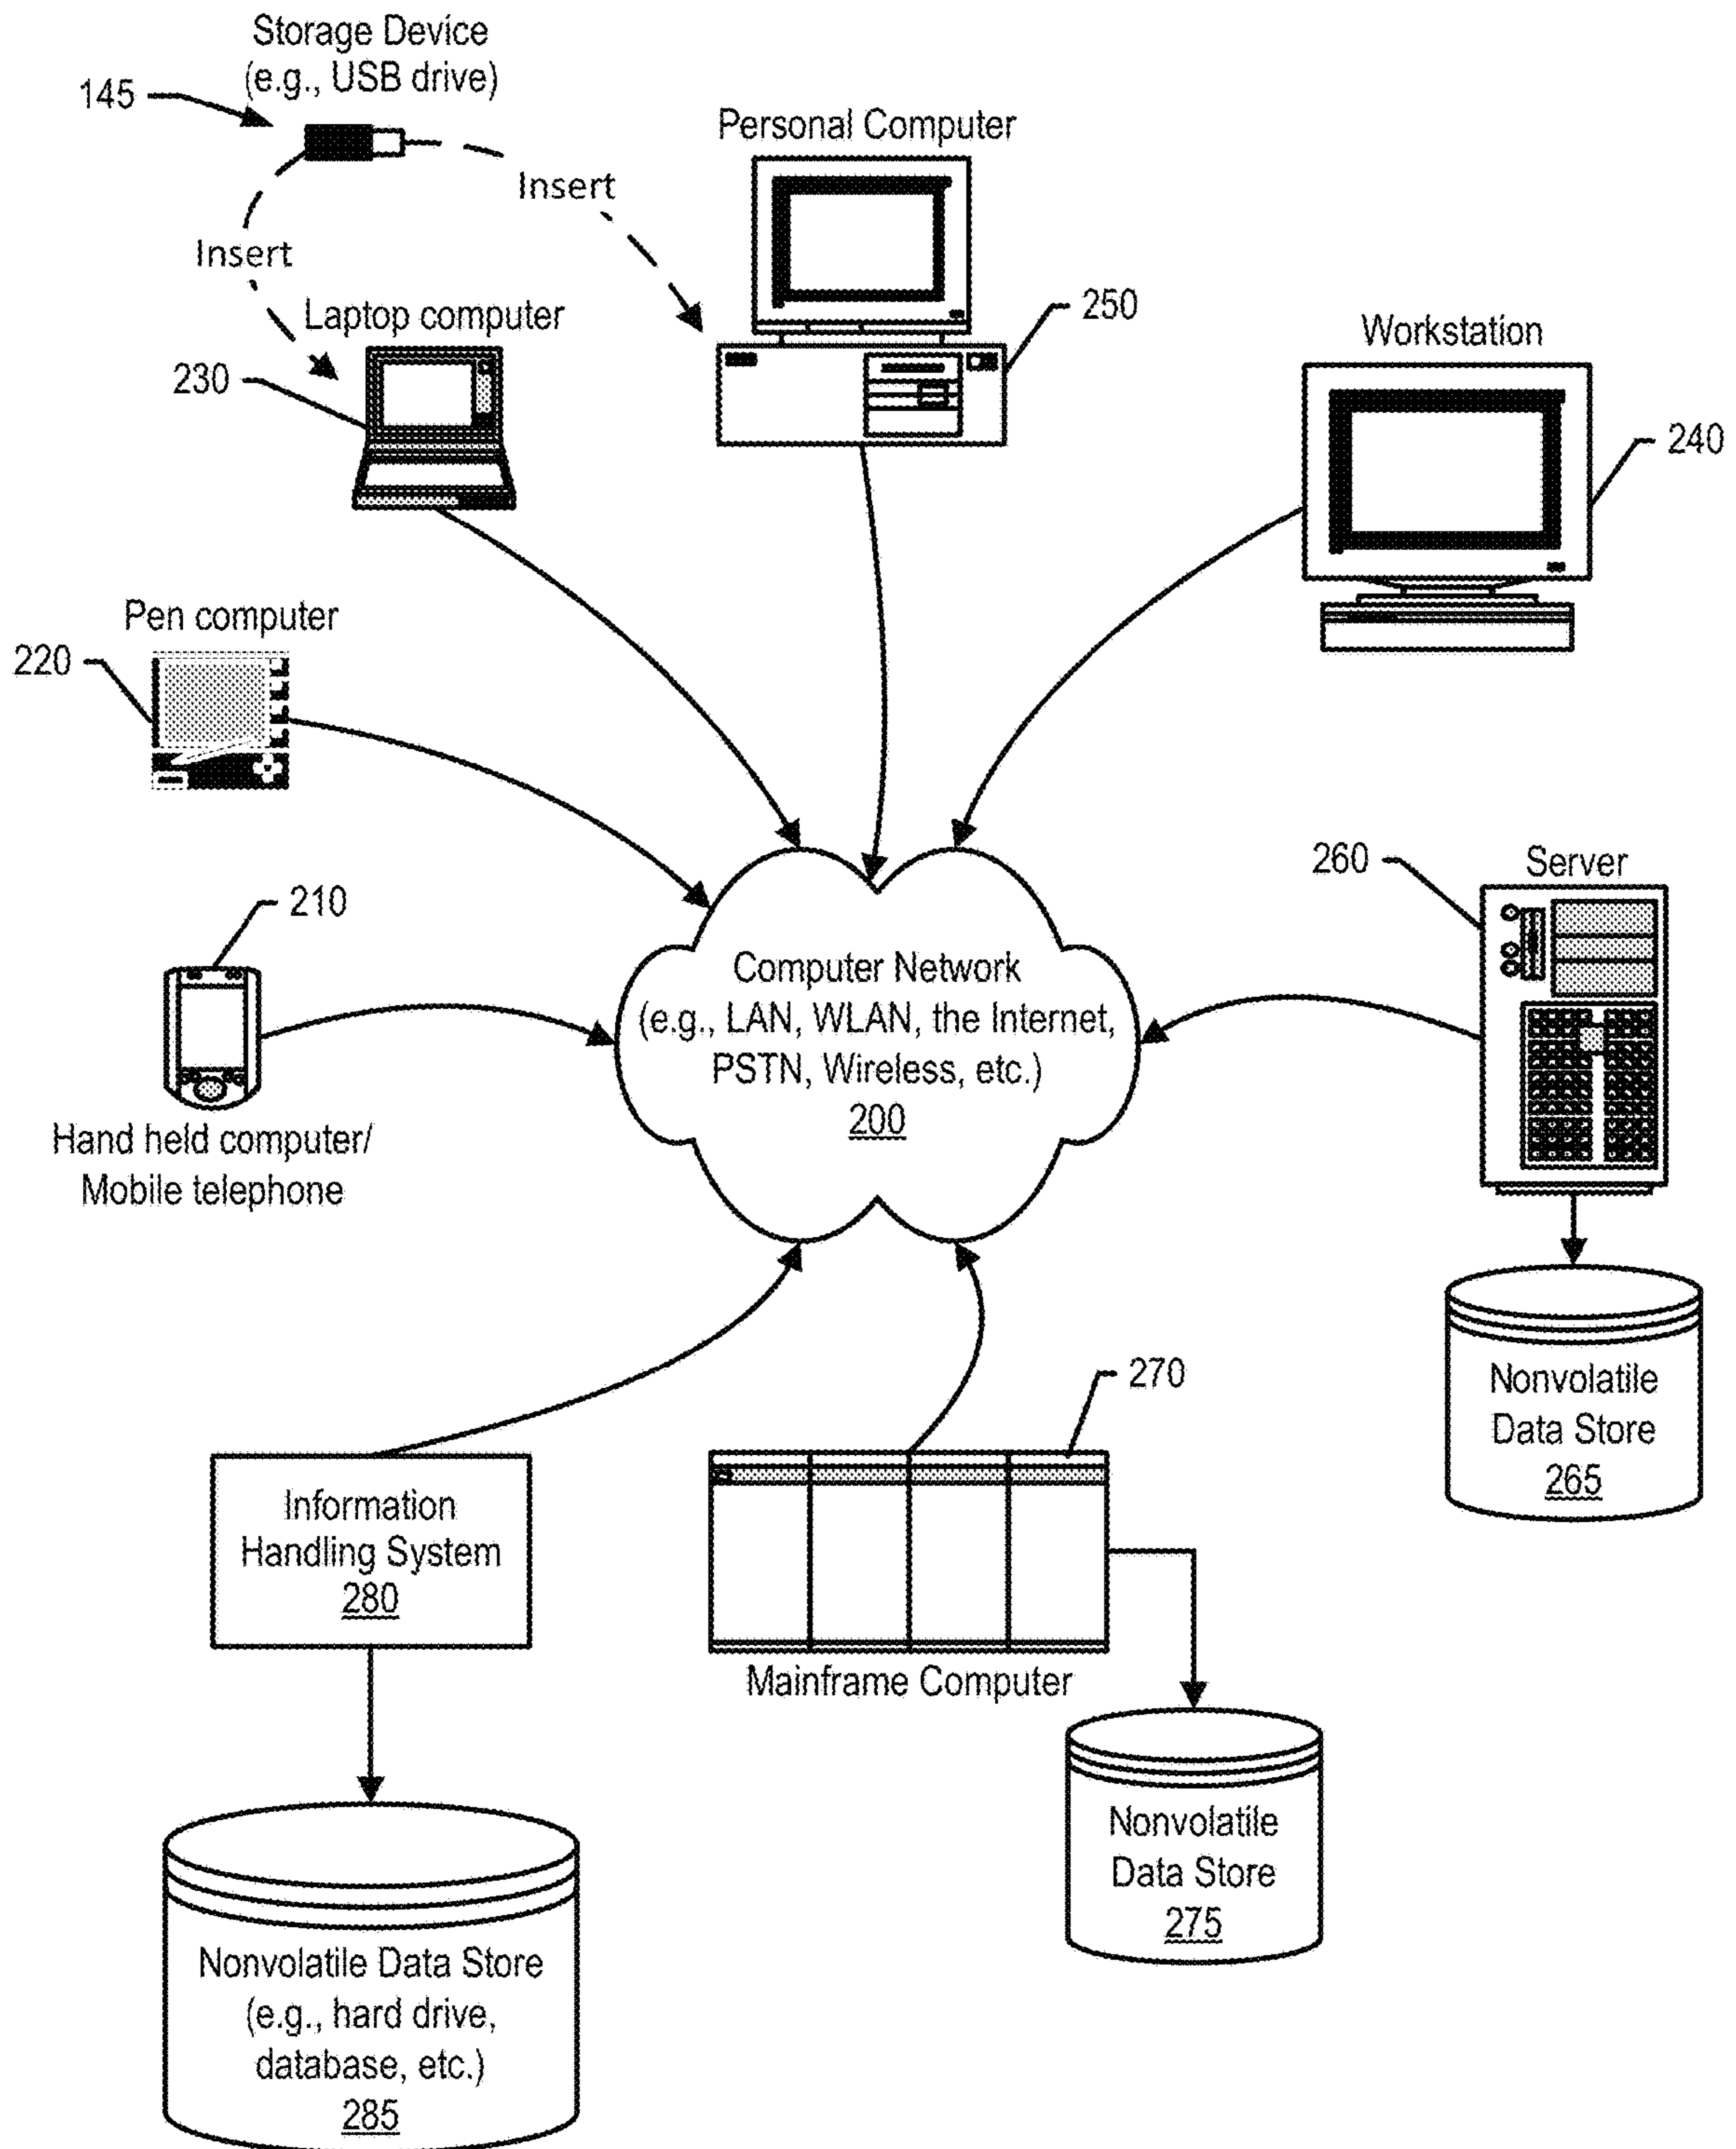 Storage Device
(e.g., USB drive)
145
Personal Computer
Insert
Insert
250
Laptop computer
Workstation
230
240
Pen computer
220
260
Server
210
Computer Network
(e.g., LAN, WLAN, the Internet,
PSTN, Wireless, etc.)
200
Hand held computer/
Mobile telephone
270
Nonvolatile
Data Store
265
Information
Handling System
280
Mainframe Computer
Nonvolatile
Data Store
275
Nonvolatile Data Store
(e.g., hard drive,
database, etc.)
285